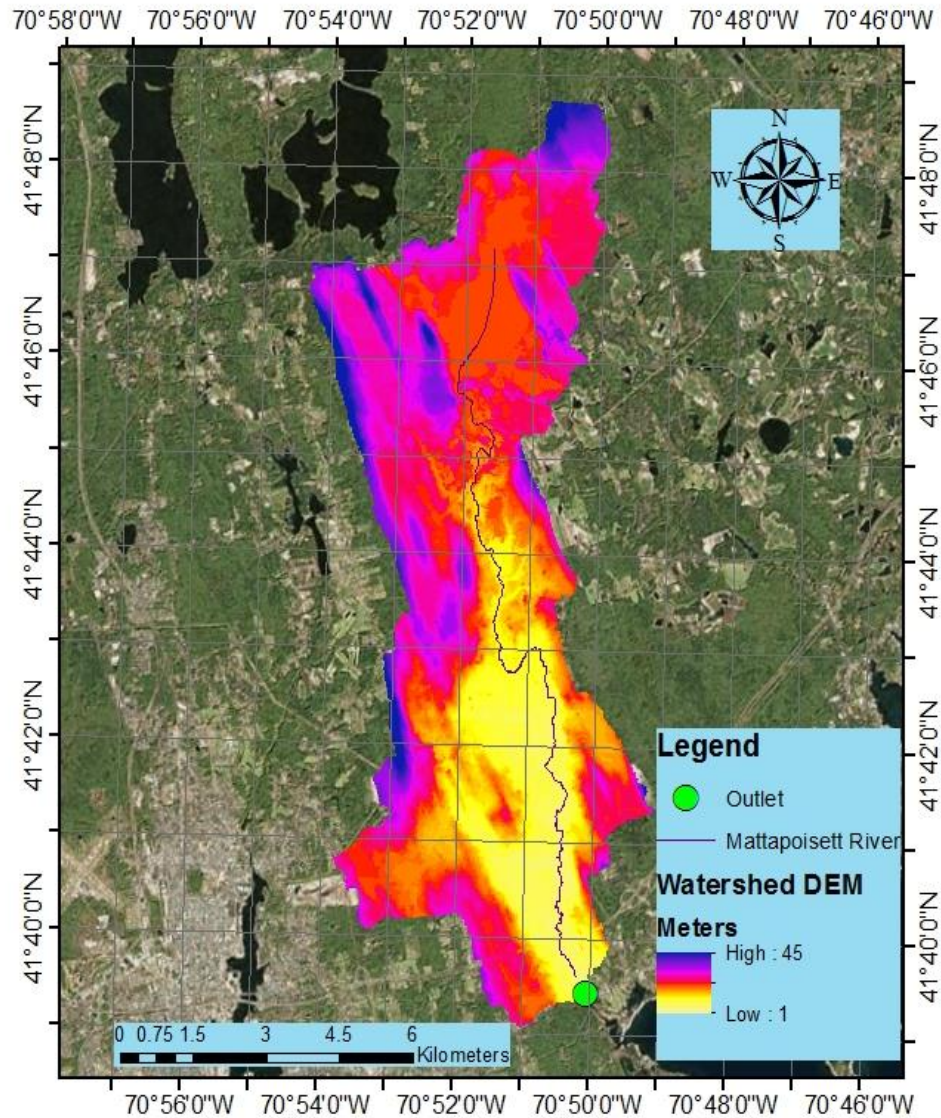 70°58'0"W 70°56'0"W 70°54'0"W 70°52'0"W 70°50'0"W 70°48'0"W 70°46'0"W
N
W E
S
41°48'0"N 41°48'0"N
41°46'0"N 41°46'0"N
41°44'0"N 41°44'0"N
41°42'0"N 41°42'0"N
41°40'0"N 41°40'0"N
Legend
Outlet
Mattapoisett River
Watershed DEM
Meters
High : 45
Low : 1
0 0.75 1.5 3 4.5 6
Kilometers
70°56'0"W 70°54'0"W 70°52'0"W 70°50'0"W 70°48'0"W 70°46'0"W